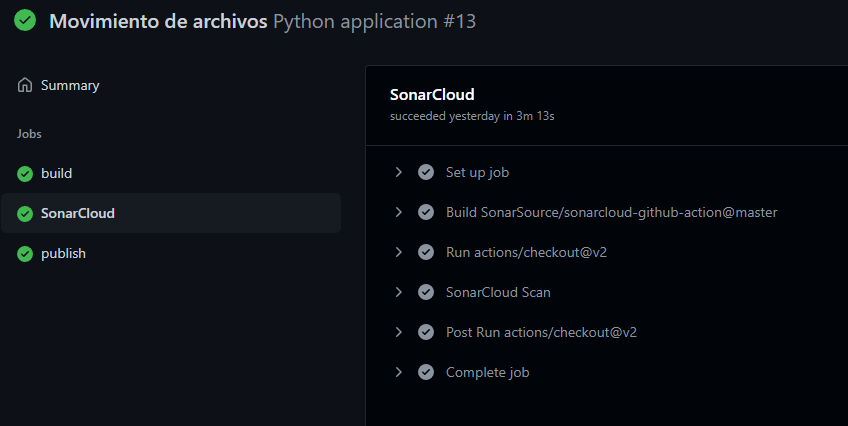 Movimiento de archivos Python application #13
Summary
Jobs
build
SonarCloud
publish
SonarCloud
succeeded yesterday in 3m 13s
Set up job
Build SonarSource/sonarcloud-github-action@master
Run actions/checkout@v2
SonarCloud Scan
Post Run actions/checkout@v2
Complete job